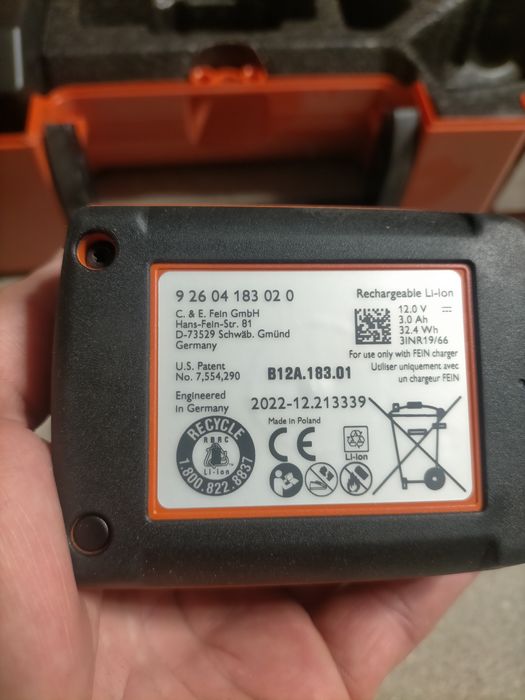 9 26 04 183 02 0
C. & E. Fein GmbH
Hans-Fein-Str. 81
D-73529 Schwäb. Gmünd
Germany
U.S. Patent
No. 7,554,290
Engineered
in Germany
Rechargeable Li-Ion
12.0 V
3.0 Ah
32.4 Wh
3INR19/66
For use only with FEIN charger
Utiliser uniquement avec
un chargeur FEIN
B12A.183.01
2022-12.213339
Made in Poland
CE
Li-Ion
RECYCLE
RBRC
Li-Ion
1.800.822.8837